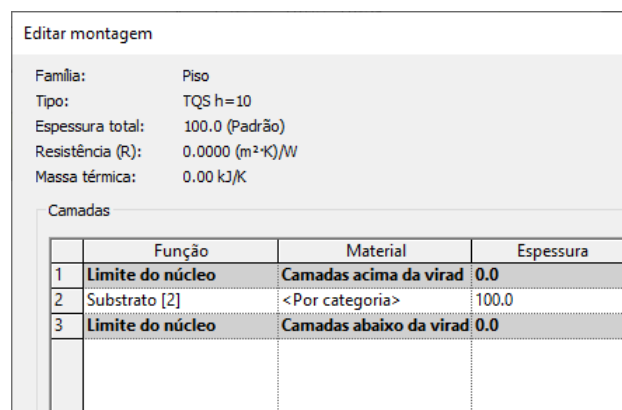 Editar montagem
Família: Piso
Tipo: TQS h=10
Espessura total: 100.0 (Padrão)
Resistência (R): 0.0000 (m²·K)/W
Massa térmica: 0.00 kJ/K
Camadas
Função Material Espessura
1 Limite do núcleo Camadas acima da virad 0.0
2 Substrato [2] <Por categoria> 100.0
3 Limite do núcleo Camadas abaixo da virad 0.0